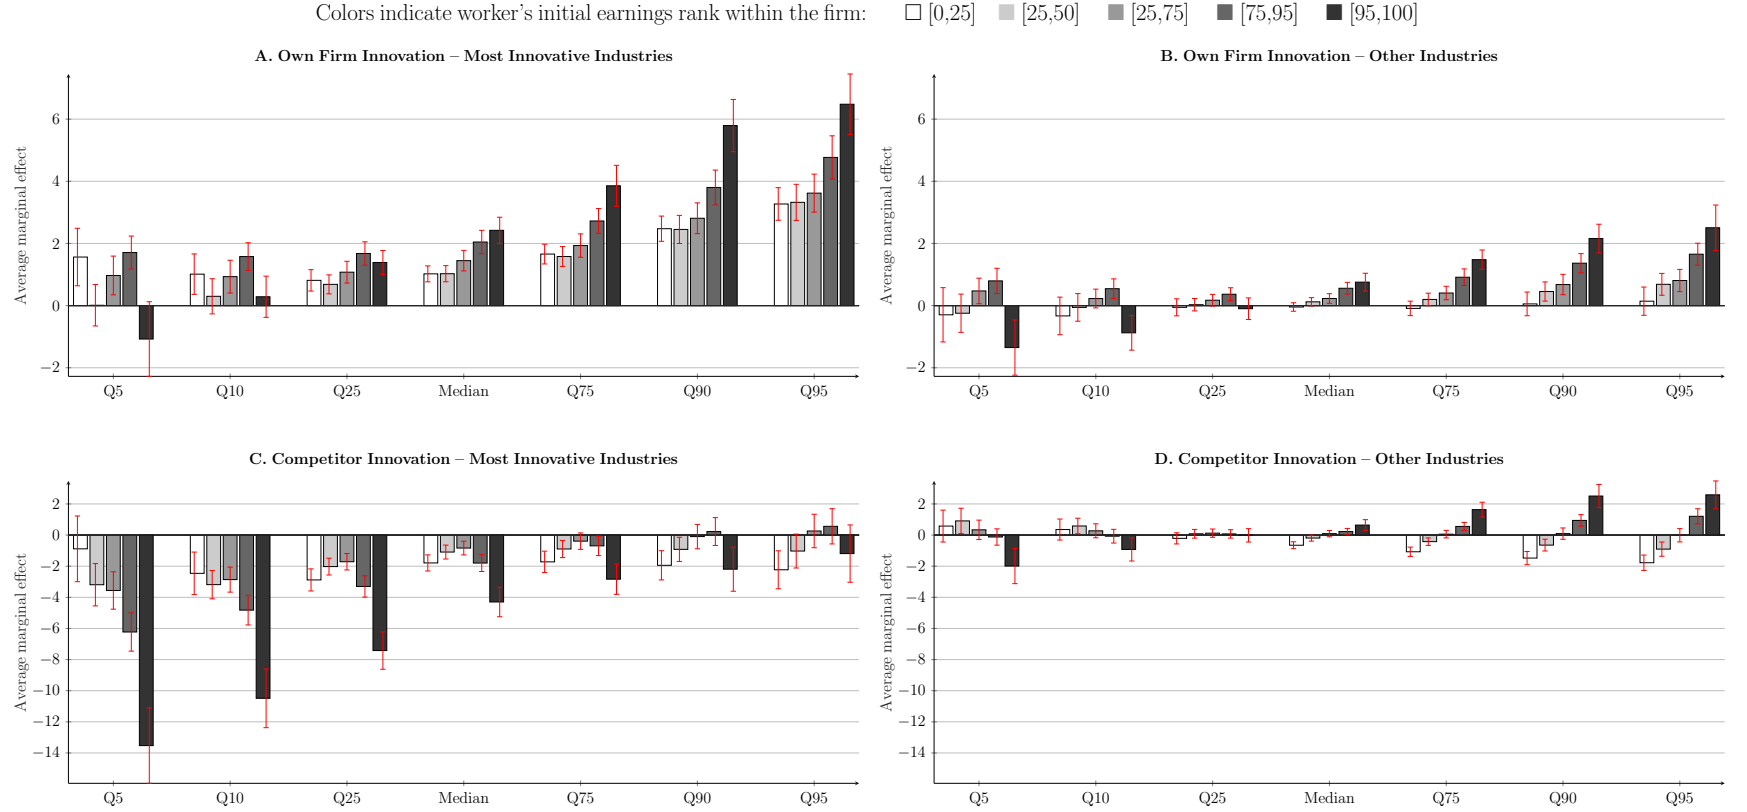 Colors indicate worker's initial earnings rank within the firm: [0,25] [25,50] [25,75] [75,95] [95,100]
A. Own Firm Innovation – Most Innovative Industries
Average marginal effect
6
4
2
0
−2
Q5 Q10 Q25 Median Q75 Q90 Q95
B. Own Firm Innovation – Other Industries
Average marginal effect
6
4
2
0
−2
Q5 Q10 Q25 Median Q75 Q90 Q95
C. Competitor Innovation – Most Innovative Industries
Average marginal effect
2
0
−2
−4
−6
−8
−10
−12
−14
Q5 Q10 Q25 Median Q75 Q90 Q95
D. Competitor Innovation – Other Industries
Average marginal effect
2
0
−2
−4
−6
−8
−10
−12
−14
Q5 Q10 Q25 Median Q75 Q90 Q95